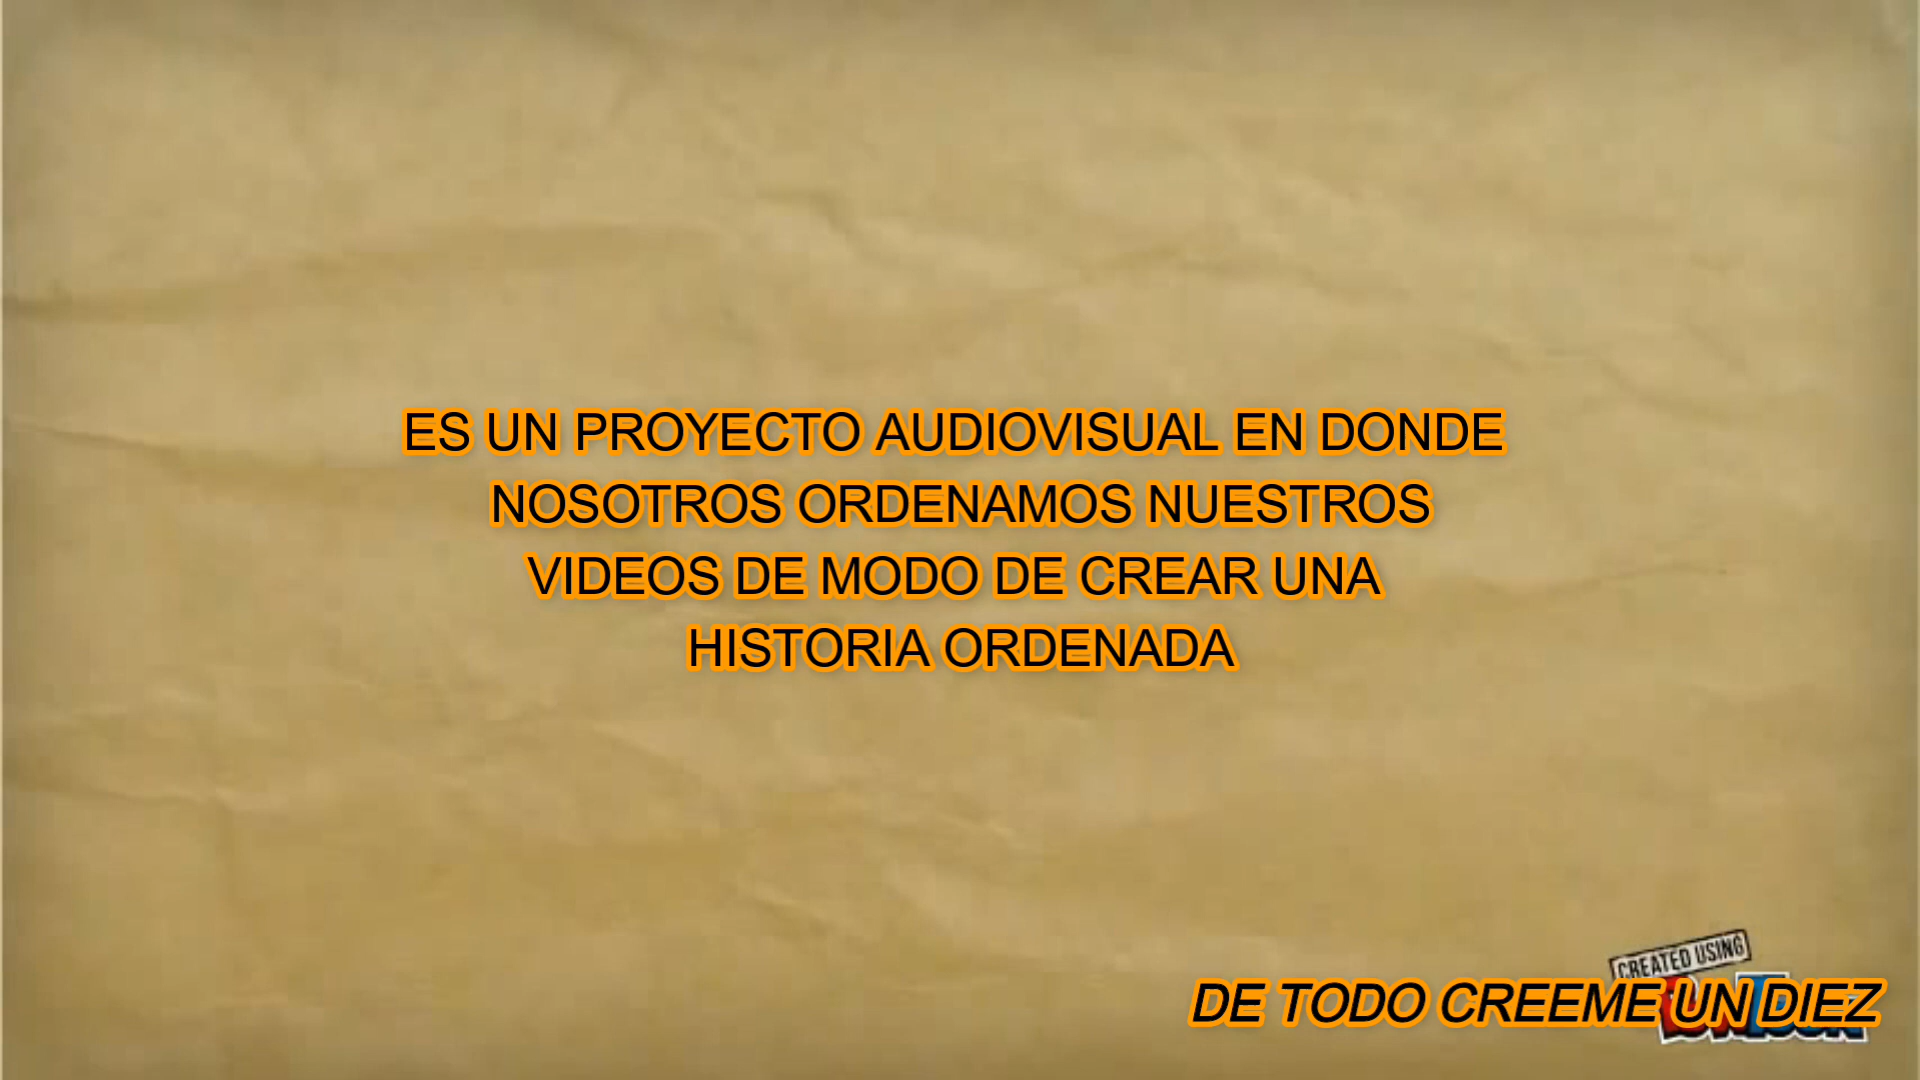 ES UN PROYECTO AUDIOVISUAL EN DONDE
NOSOTROS ORDENAMOS NUESTROS
VIDEOS DE MODO DE CREAR UNA
HISTORIA ORDENADA
CREATED USING
DE TODO CREEME UN DIEZ